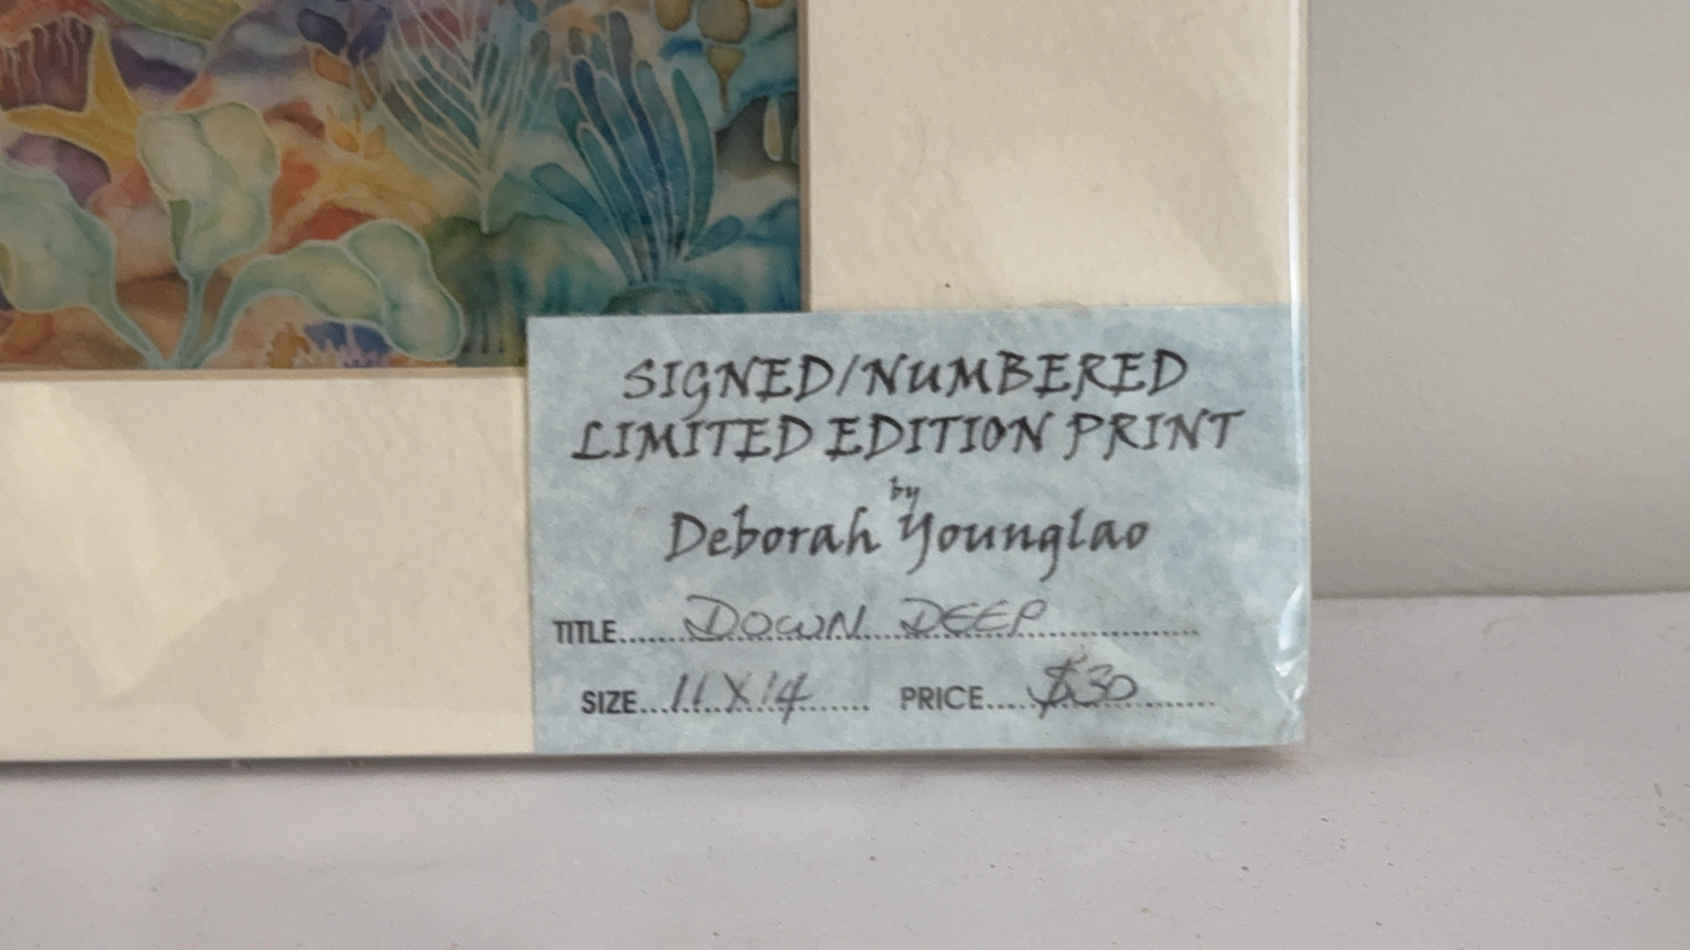 SIGNED/NUMBERED
LIMITED EDITION PRINT
by
Deborah Younglao
TITLE......DOWN DEEP..................
SIZE...11X14....... PRICE.....$30..........